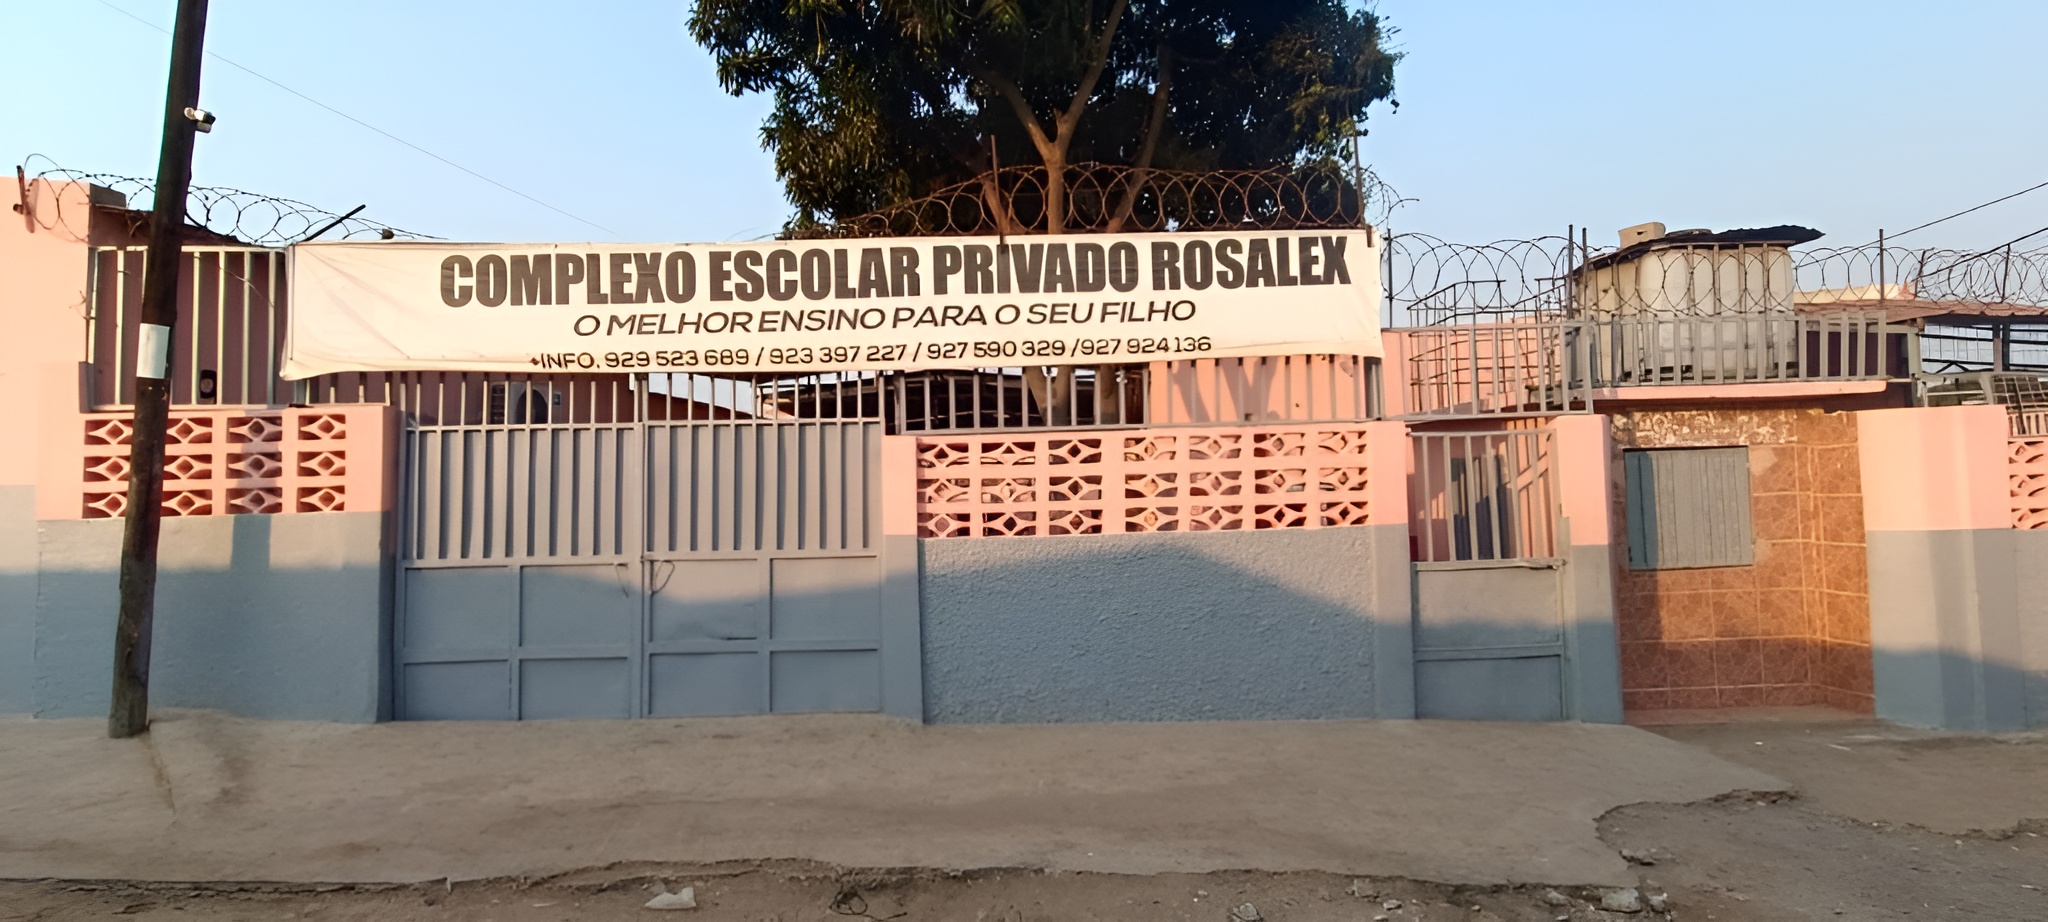 COMPLEXO ESCOLAR PRIVADO ROSALEX
O MELHOR ENSINO PARA O SEU FILHO
+INFO. 929 523 689 / 923 397 227 / 927 590 329 /927 924 136